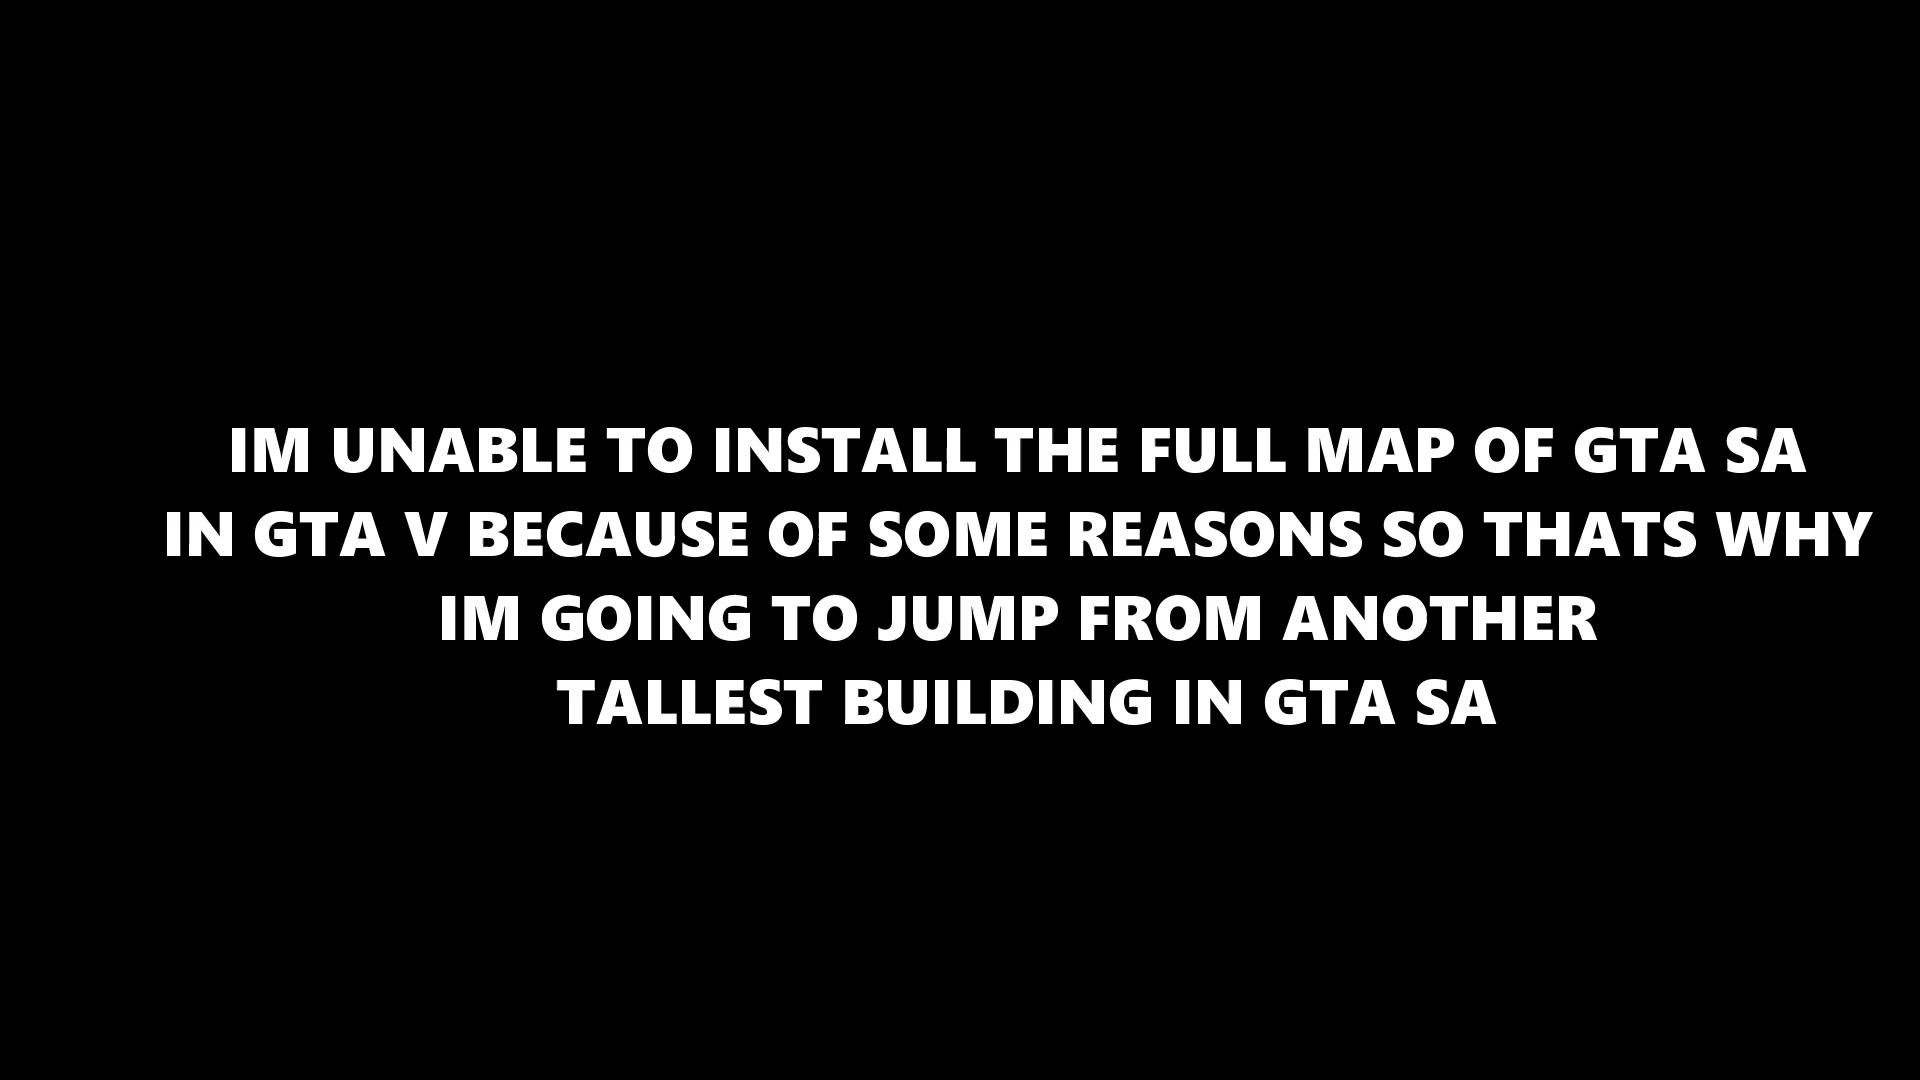 IM UNABLE TO INSTALL THE FULL MAP OF GTA SA
IN GTA V BECAUSE OF SOME REASONS SO THATS WHY
IM GOING TO JUMP FROM ANOTHER
TALLEST BUILDING IN GTA SA